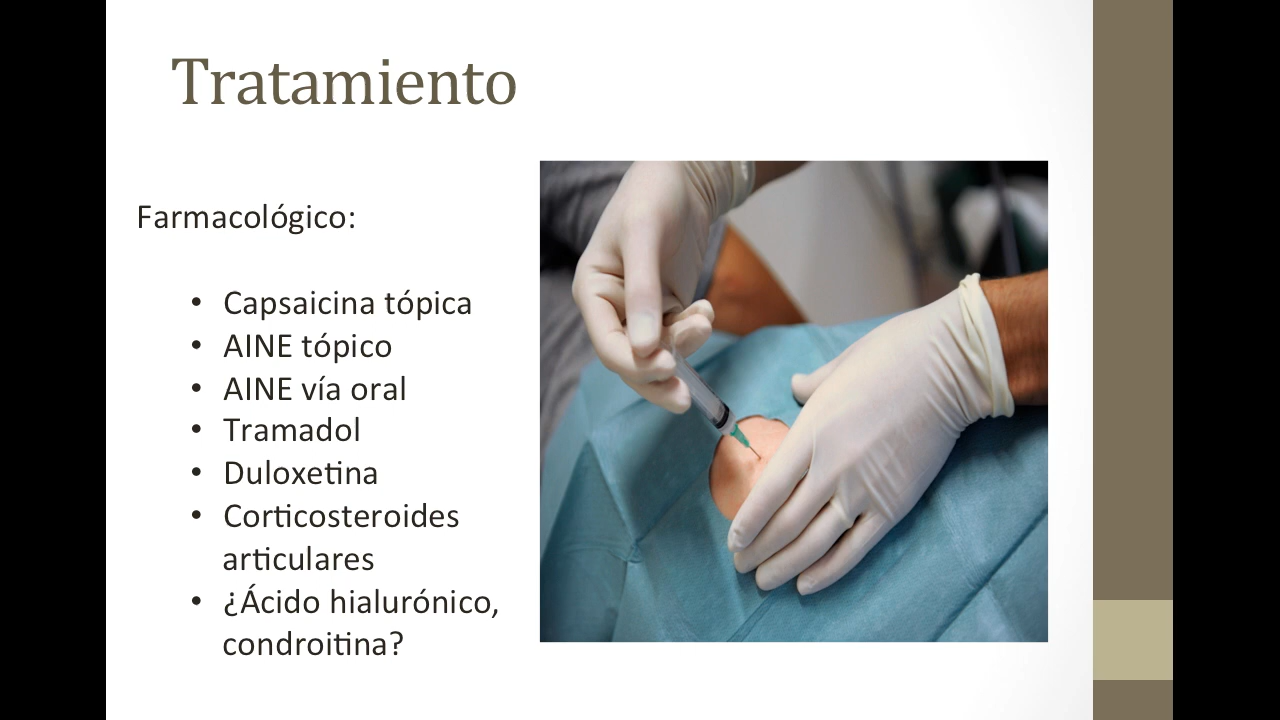 Tratamiento
Farmacológico:
• Capsaicina tópica
• AINE tópico
• AINE vía oral
• Tramadol
• Duloxetina
• Corticosteroides
articulares
• ¿Ácido hialurónico,
condroitina?